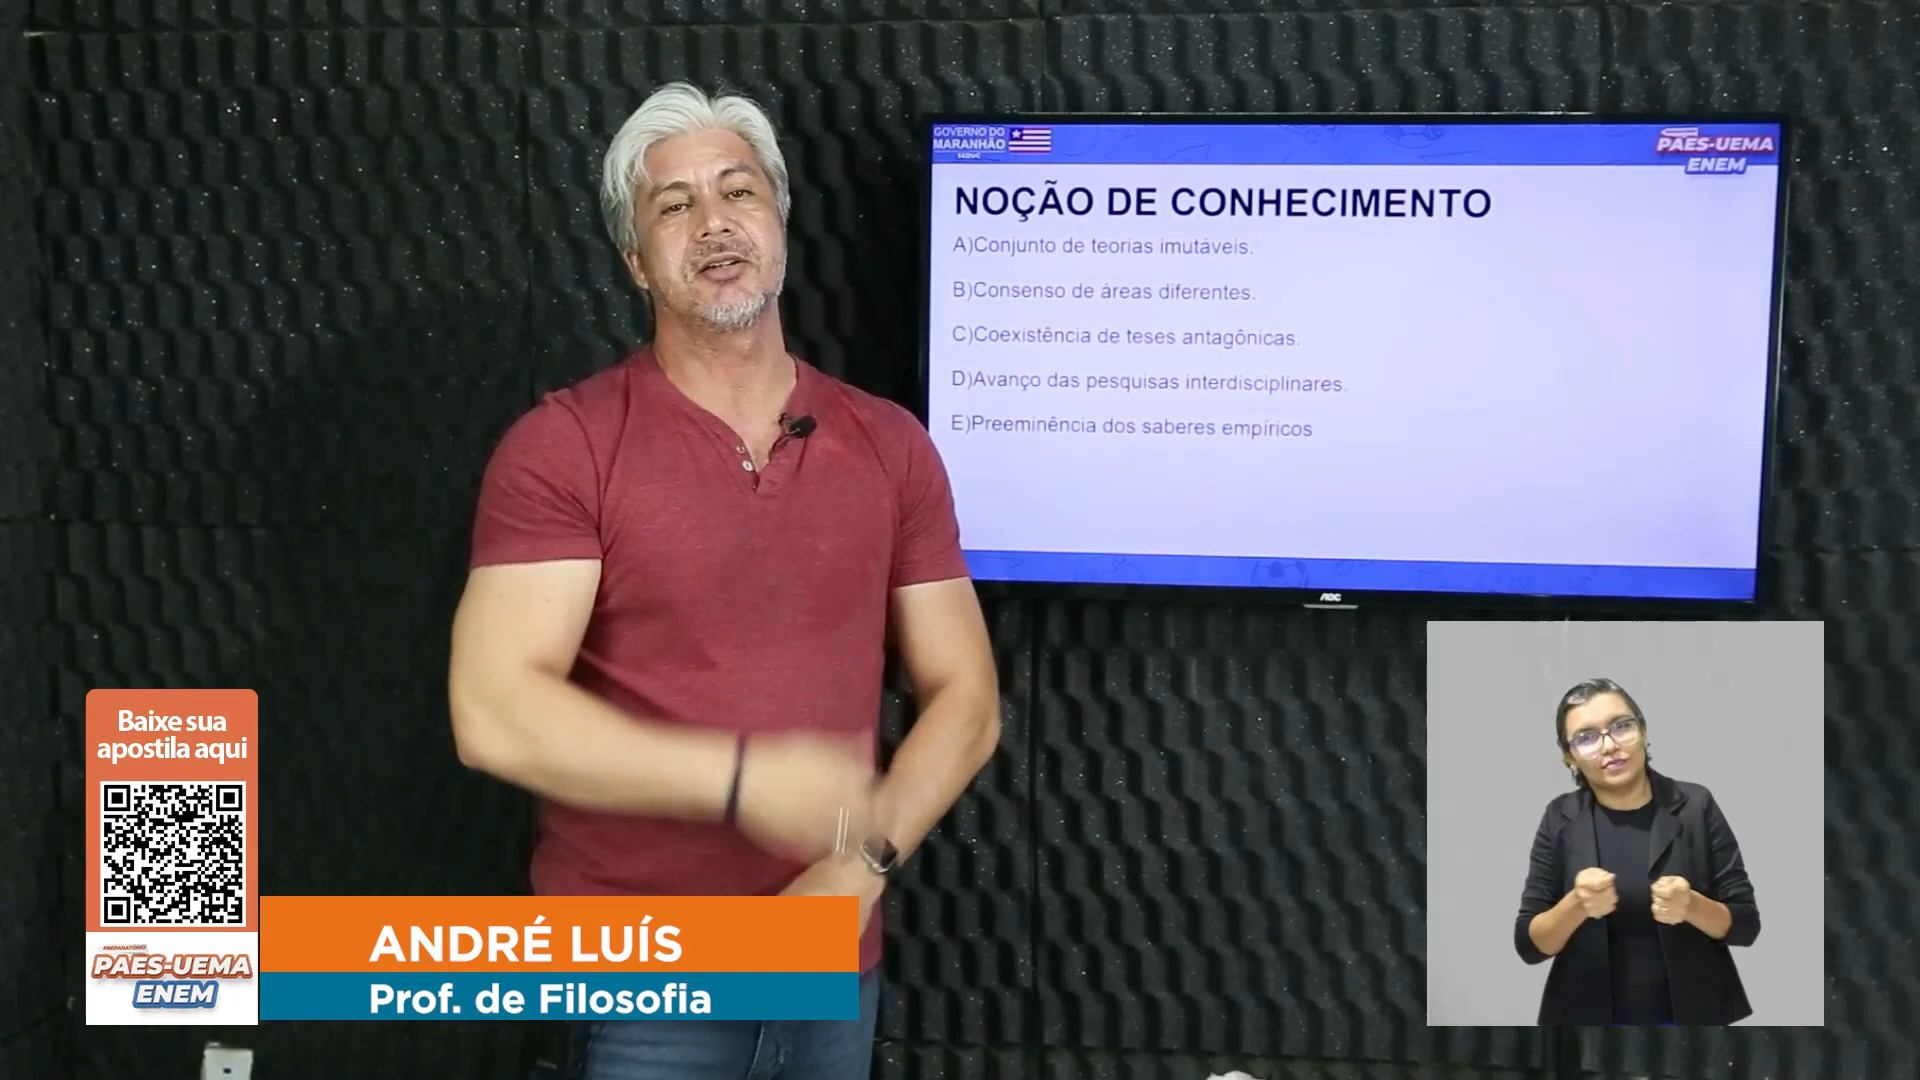 GOVERNO DO
MARANHÃO
SEDUC
PAES-UEMA
ENEM
NOÇÃO DE CONHECIMENTO
A)Conjunto de teorias imutáveis.
B)Consenso de áreas diferentes.
C)Coexistência de teses antagônicas.
D)Avanço das pesquisas interdisciplinares.
E)Preeminência dos saberes empíricos
AOC
Baixe sua
apostila aqui
PREPARATÓRIO
PAES-UEMA
ENEM
ANDRÉ LUÍS
Prof. de Filosofia